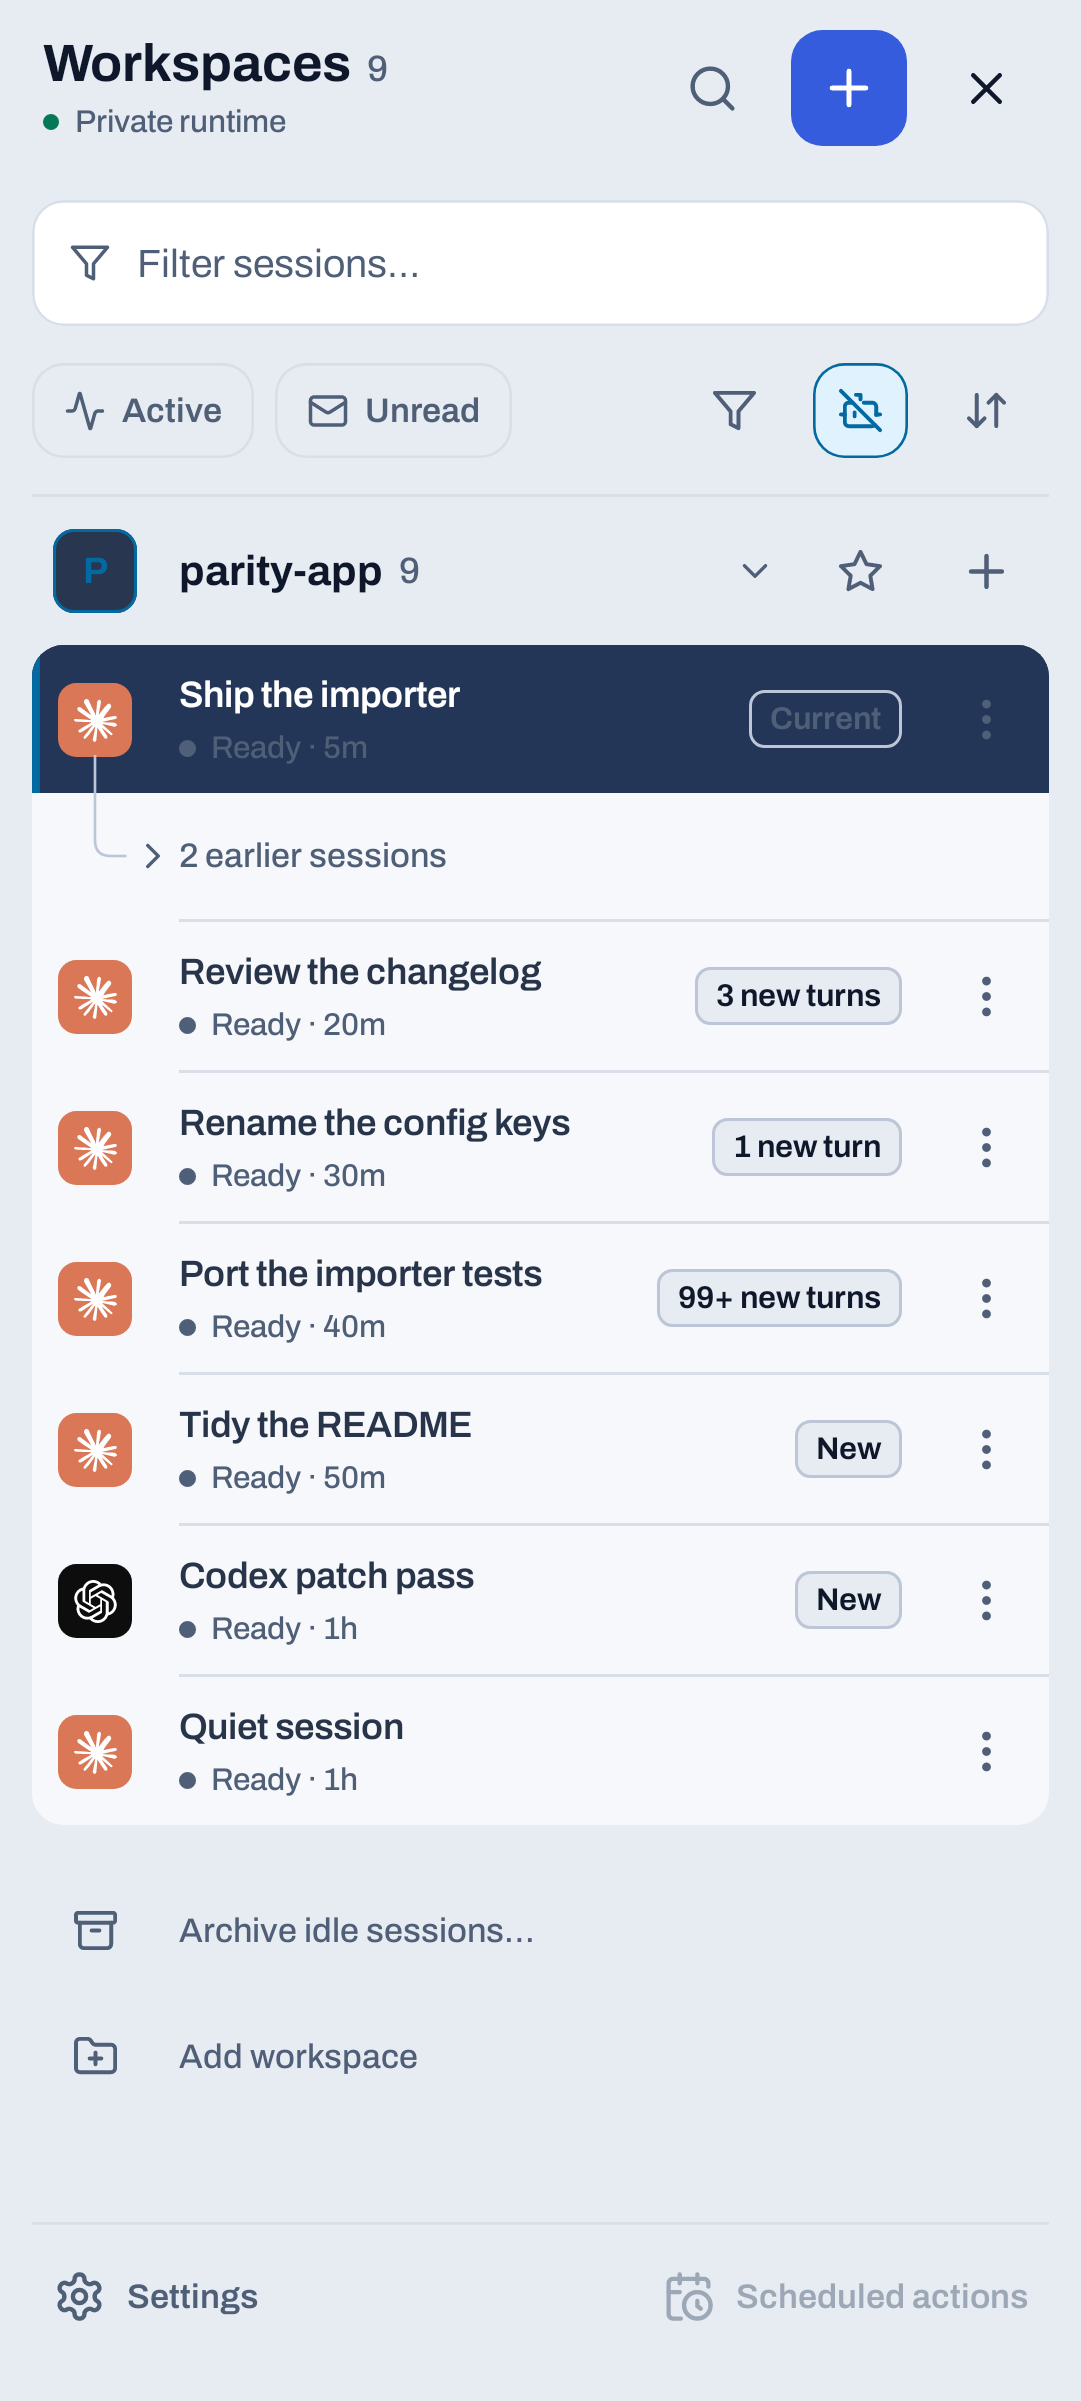 Workspaces 9
Private runtime
Filter sessions...
Active
Unread
P
parity-app 9
Ship the importer
Current
Ready · 5m
2 earlier sessions
Review the changelog
3 new turns
Ready · 20m
Rename the config keys
1 new turn
Ready · 30m
Port the importer tests
99+ new turns
Ready · 40m
Tidy the README
New
Ready · 50m
Codex patch pass
New
Ready · 1h
Quiet session
Ready · 1h
Archive idle sessions...
Add workspace
Settings
Scheduled actions